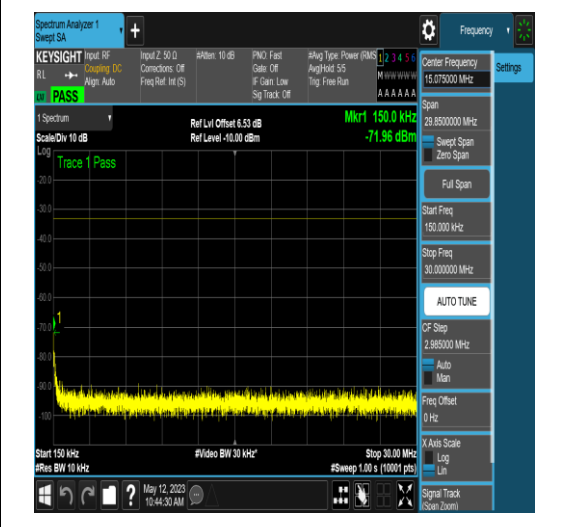 Spectrum Analyzer 1
Swept SA
+
Frequency
KEYSIGHT Input: RF
RL
Coupling: DC
Align: Auto
PASS
Input Z: 50 Ω
Corrections: Off
Freq Ref: Int (S)
#Atten: 10 dB
PNO: Fast
Gate: Off
IF Gain: Low
Sig Track: Off
#Avg Type: Power (RMS
Avg|Hold: 5/5
Trig: Free Run
1 2 3 4 5 6
M W W W W W
A A A A A A
1 Spectrum
Scale/Div 10 dB
Ref Lvl Offset 6.53 dB
Ref Level -10.00 dBm
Mkr1 150.0 kHz
-71.96 dBm
Log
Trace 1 Pass
-20.0
-30.0
-40.0
-50.0
-60.0
-70.0
-80.0
-90.0
-100
1
Start 150 kHz
#Res BW 10 kHz
#Video BW 30 kHz*
Stop 30.00 MHz
#Sweep 1.00 s (10001 pts)
?
May 12, 2023
10:44:30 AM
Center Frequency
15.075000 MHz
Settings
Span
29.8500000 MHz
Swept Span
Zero Span
Full Span
Start Freq
150.000 kHz
Stop Freq
30.000000 MHz
AUTO TUNE
CF Step
2.985000 MHz
Auto
Man
Freq Offset
0 Hz
X Axis Scale
Log
Lin
Signal Track
(Span Zoom)